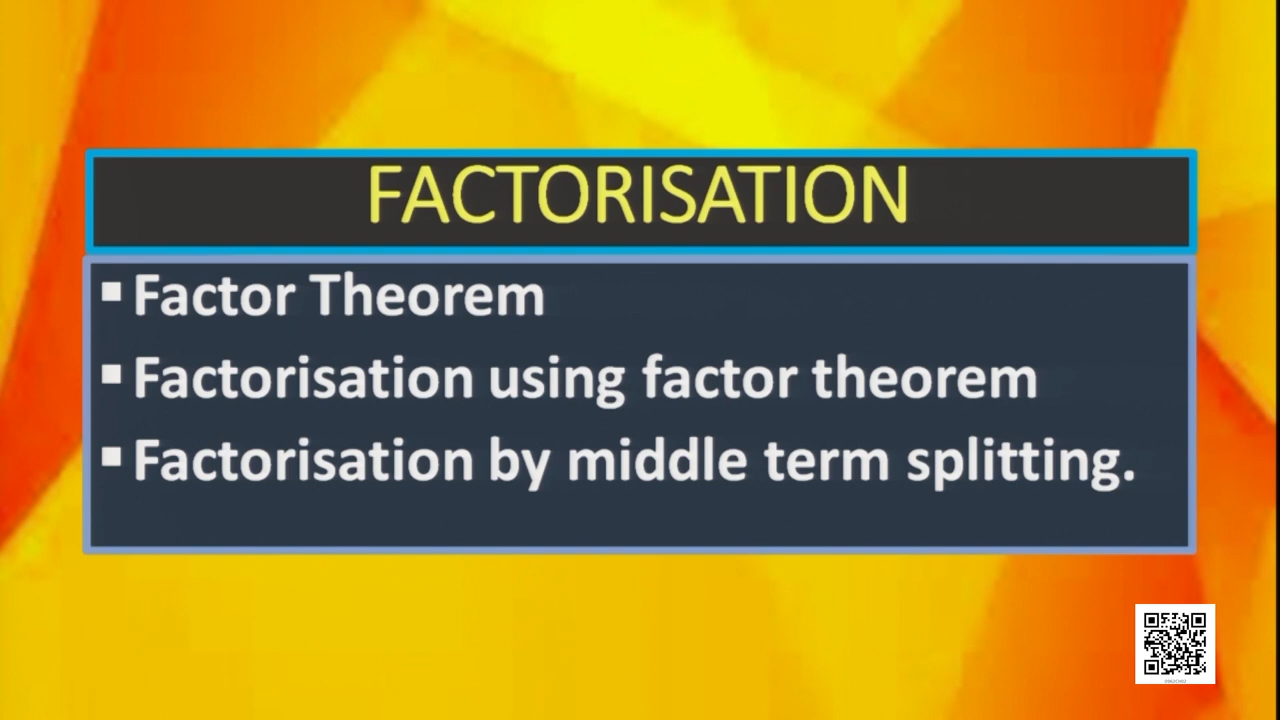 FACTORISATION
▪ Factor Theorem
▪ Factorisation using factor theorem
▪ Factorisation by middle term splitting.